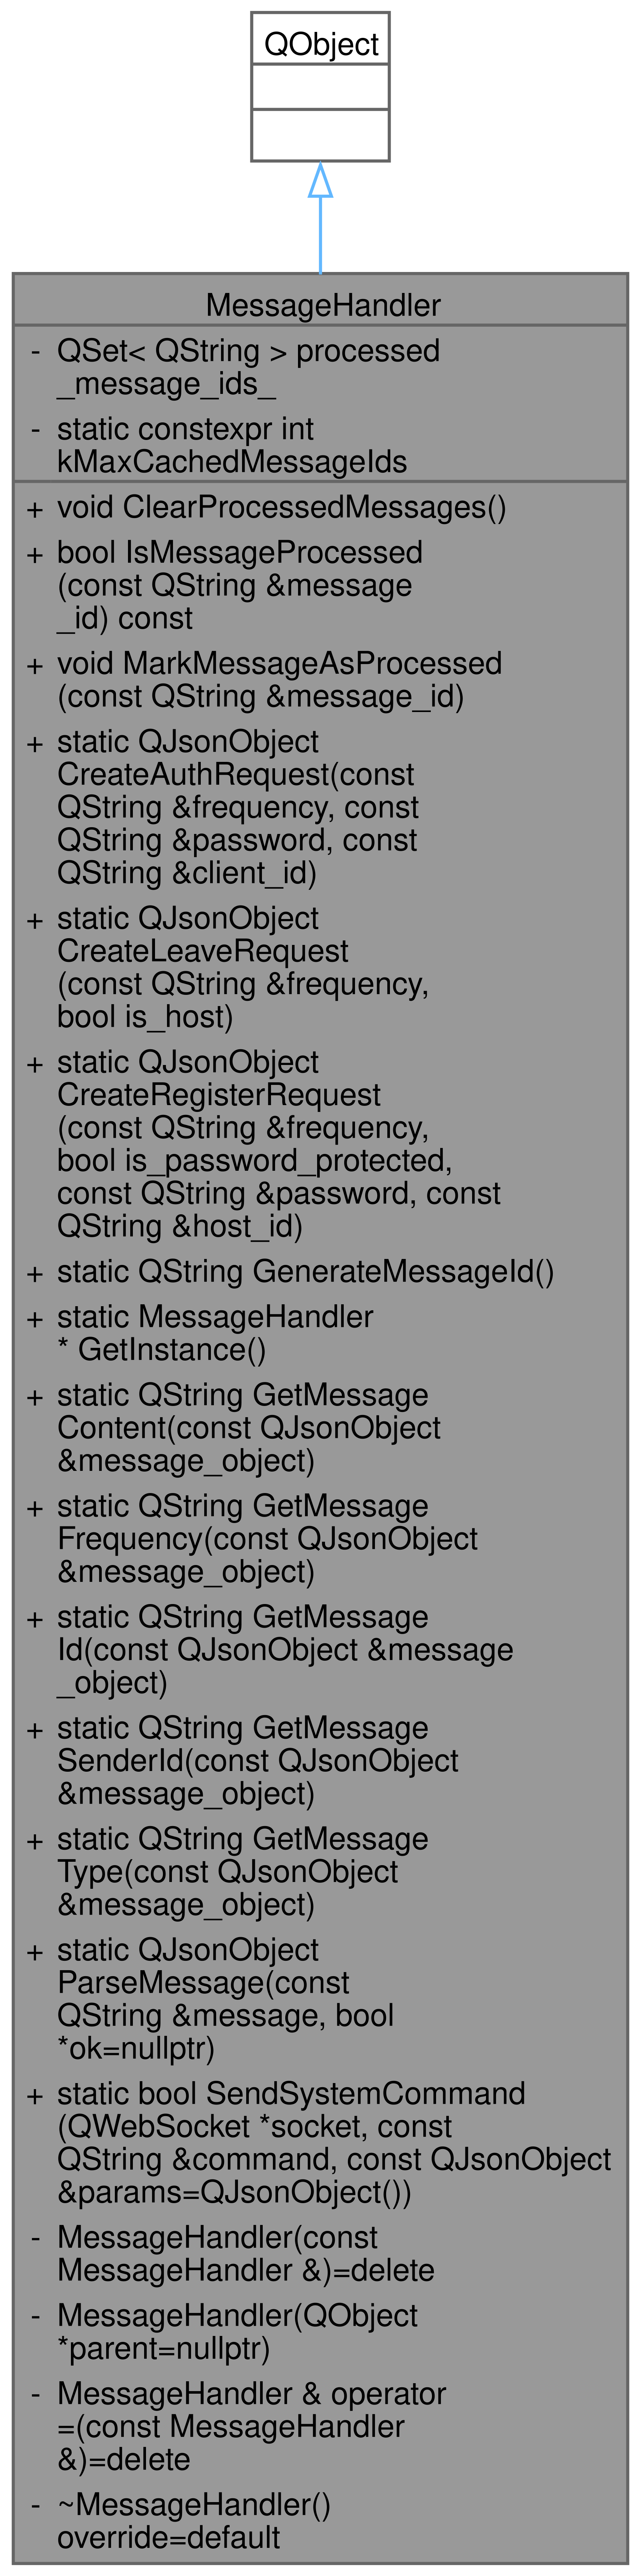 QObject
MessageHandler
- QSet< QString > processed
_message_ids_
- static constexpr int
kMaxCachedMessageIds
+ void ClearProcessedMessages()
+ bool IsMessageProcessed
(const QString &message
_id) const
+ void MarkMessageAsProcessed
(const QString &message_id)
+ static QJsonObject
CreateAuthRequest(const
QString &frequency, const
QString &password, const
QString &client_id)
+ static QJsonObject
CreateLeaveRequest
(const QString &frequency,
bool is_host)
+ static QJsonObject
CreateRegisterRequest
(const QString &frequency,
bool is_password_protected,
const QString &password, const
QString &host_id)
+ static QString GenerateMessageId()
+ static MessageHandler
* GetInstance()
+ static QString GetMessage
Content(const QJsonObject
&message_object)
+ static QString GetMessage
Frequency(const QJsonObject
&message_object)
+ static QString GetMessage
Id(const QJsonObject &message
_object)
+ static QString GetMessage
SenderId(const QJsonObject
&message_object)
+ static QString GetMessage
Type(const QJsonObject
&message_object)
+ static QJsonObject
ParseMessage(const
QString &message, bool
*ok=nullptr)
+ static bool SendSystemCommand
(QWebSocket *socket, const
QString &command, const QJsonObject
&params=QJsonObject())
- MessageHandler(const
MessageHandler &)=delete
- MessageHandler(QObject
*parent=nullptr)
- MessageHandler & operator
=(const MessageHandler
&)=delete
- ~MessageHandler()
override=default